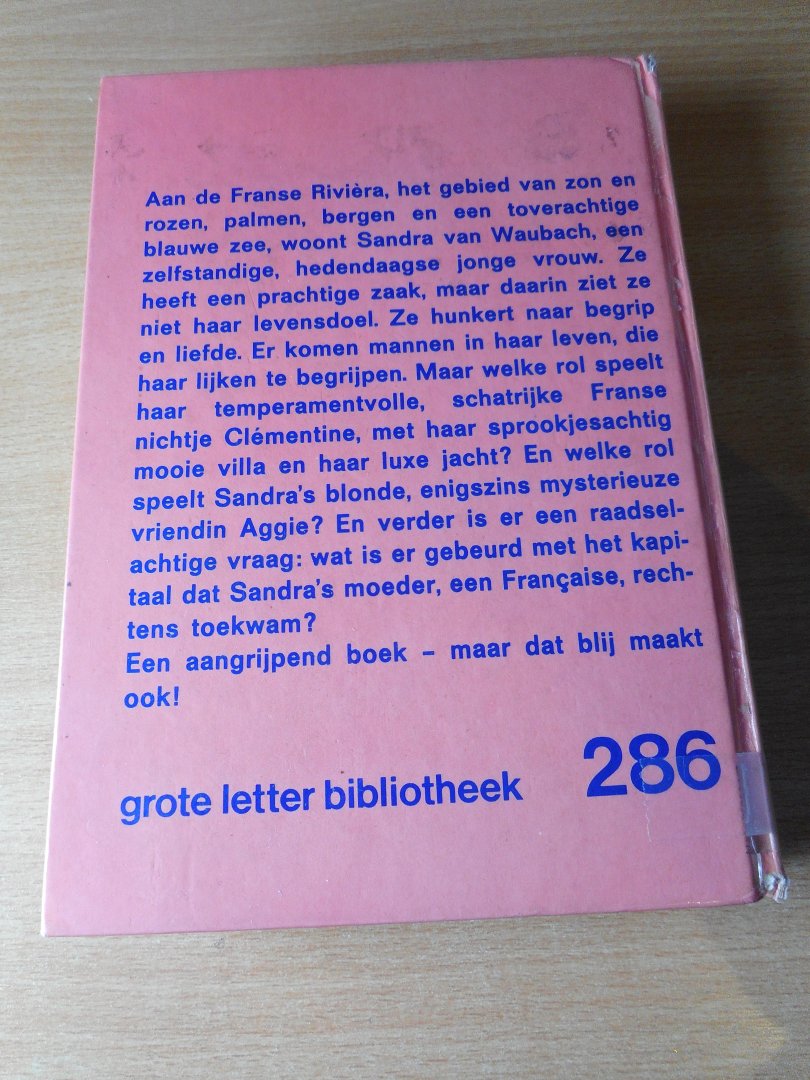 Aan de Franse Rivièra, het gebied van zon en
rozen, palmen, bergen en een toverachtige
blauwe zee, woont Sandra van Waubach, een
zelfstandige, hedendaagse jonge vrouw. Ze
heeft een prachtige zaak, maar daarin ziet ze
niet haar levensdoel. Ze hunkert naar begrip
en liefde. Er komen mannen in haar leven, die
haar lijken te begrijpen. Maar welke rol speelt
haar temperamentvolle, schatrijke Franse
nichtje Clémentine, met haar sprookjesachtig
mooie villa en haar luxe jacht? En welke rol
speelt Sandra's blonde, enigszins mysterieuze
vriendin Aggie? En verder is er een raadsel-
achtige vraag: wat is er gebeurd met het kapi-
taal dat Sandra's moeder, een Française, rech-
tens toekwam?
Een aangrijpend boek – maar dat blij maakt
ook!
grote letter bibliotheek 286